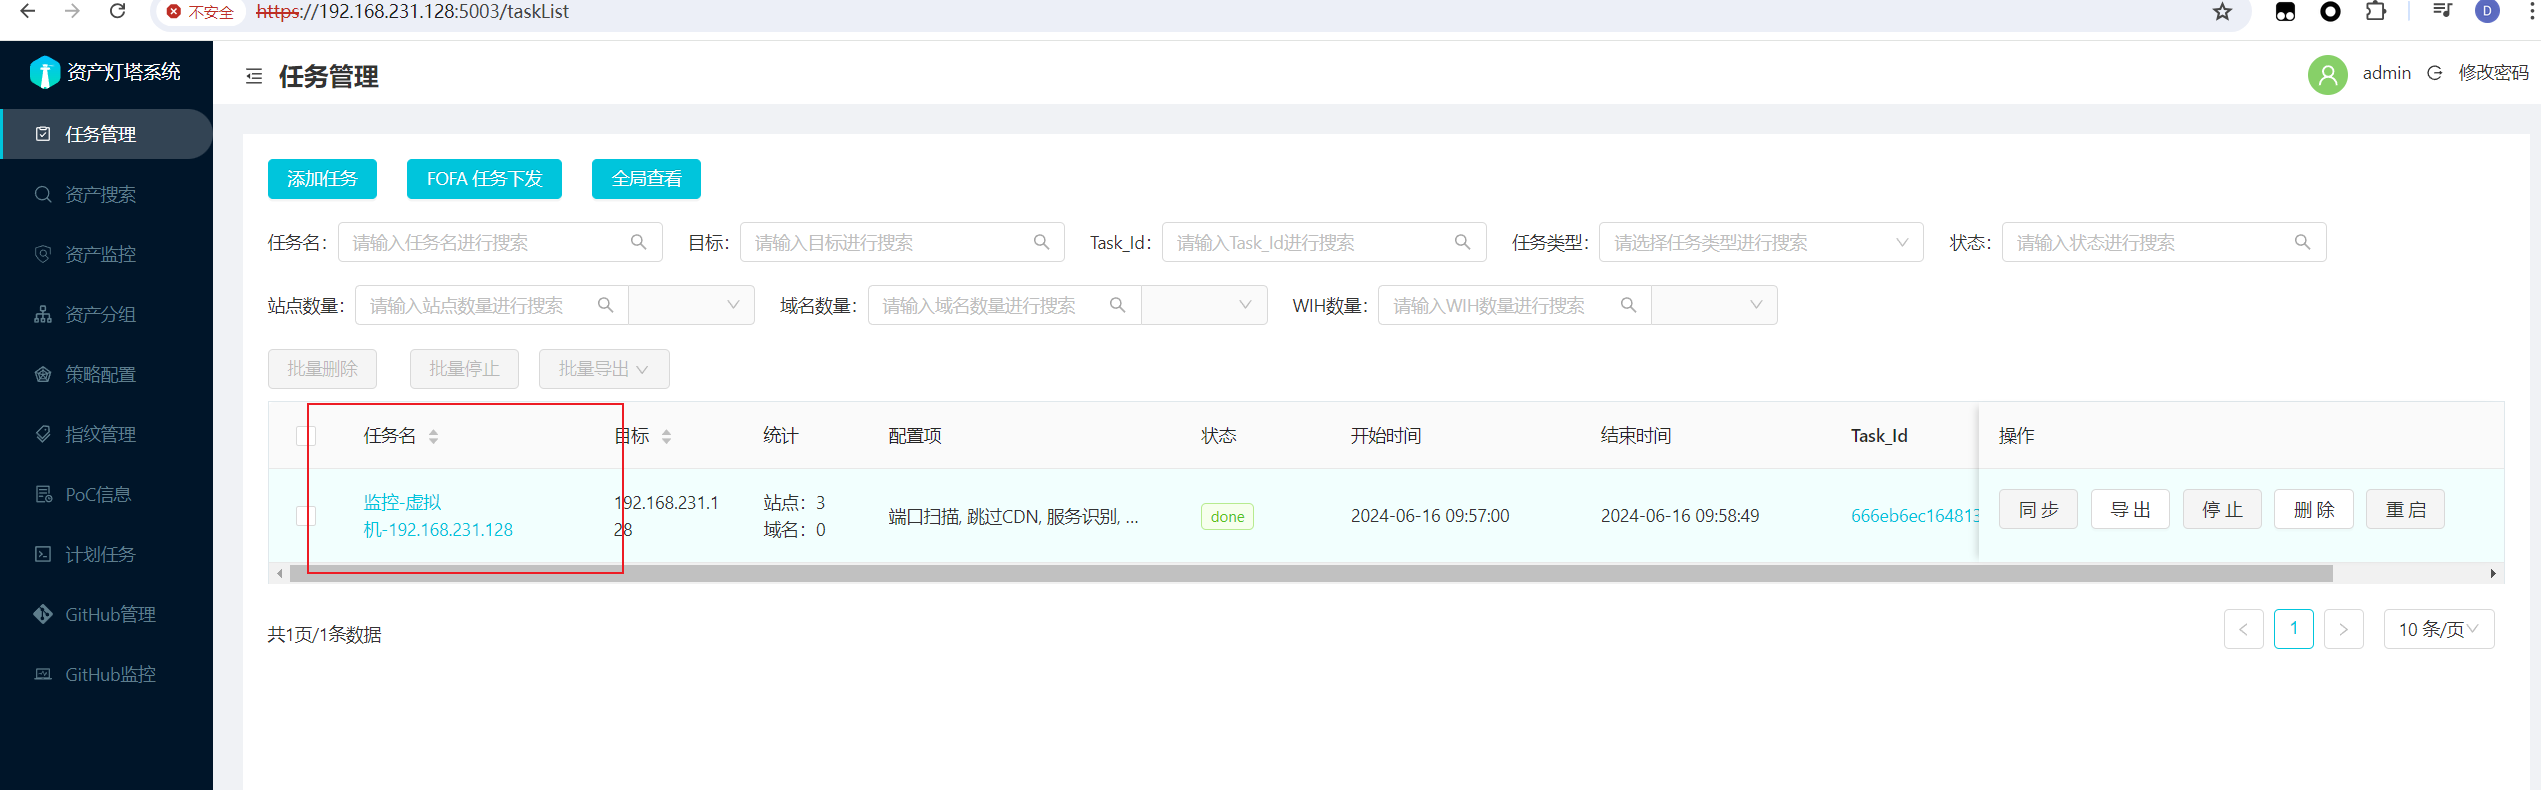 不安全 https://192.168.231.128:5003/taskList D
资产灯塔系统
任务管理
资产搜索
资产监控
资产分组
策略配置
指纹管理
PoC信息
计划任务
GitHub管理
GitHub监控
任务管理
admin 修改密码
添加任务 FOFA 任务下发 全局查看
任务名: 请输入任务名进行搜索 目标: 请输入目标进行搜索 Task_Id: 请输入Task_Id进行搜索 任务类型: 请选择任务类型进行搜索 状态: 请输入状态进行搜索
站点数量: 请输入站点数量进行搜索 域名数量: 请输入域名数量进行搜索 WIH数量: 请输入WIH数量进行搜索
批量删除 批量停止 批量导出
任务名 目标 统计 配置项 状态 开始时间 结束时间 Task_Id 操作
监控-虚拟
机-192.168.231.128
192.168.231.1
28
站点: 3
域名: 0
端口扫描, 跳过CDN, 服务识别, ...
done
2024-06-16 09:57:00
2024-06-16 09:58:49
666eb6ec164813
同 步 导 出 停 止 删 除 重 启
共1页/1条数据
< 1 > 10 条/页